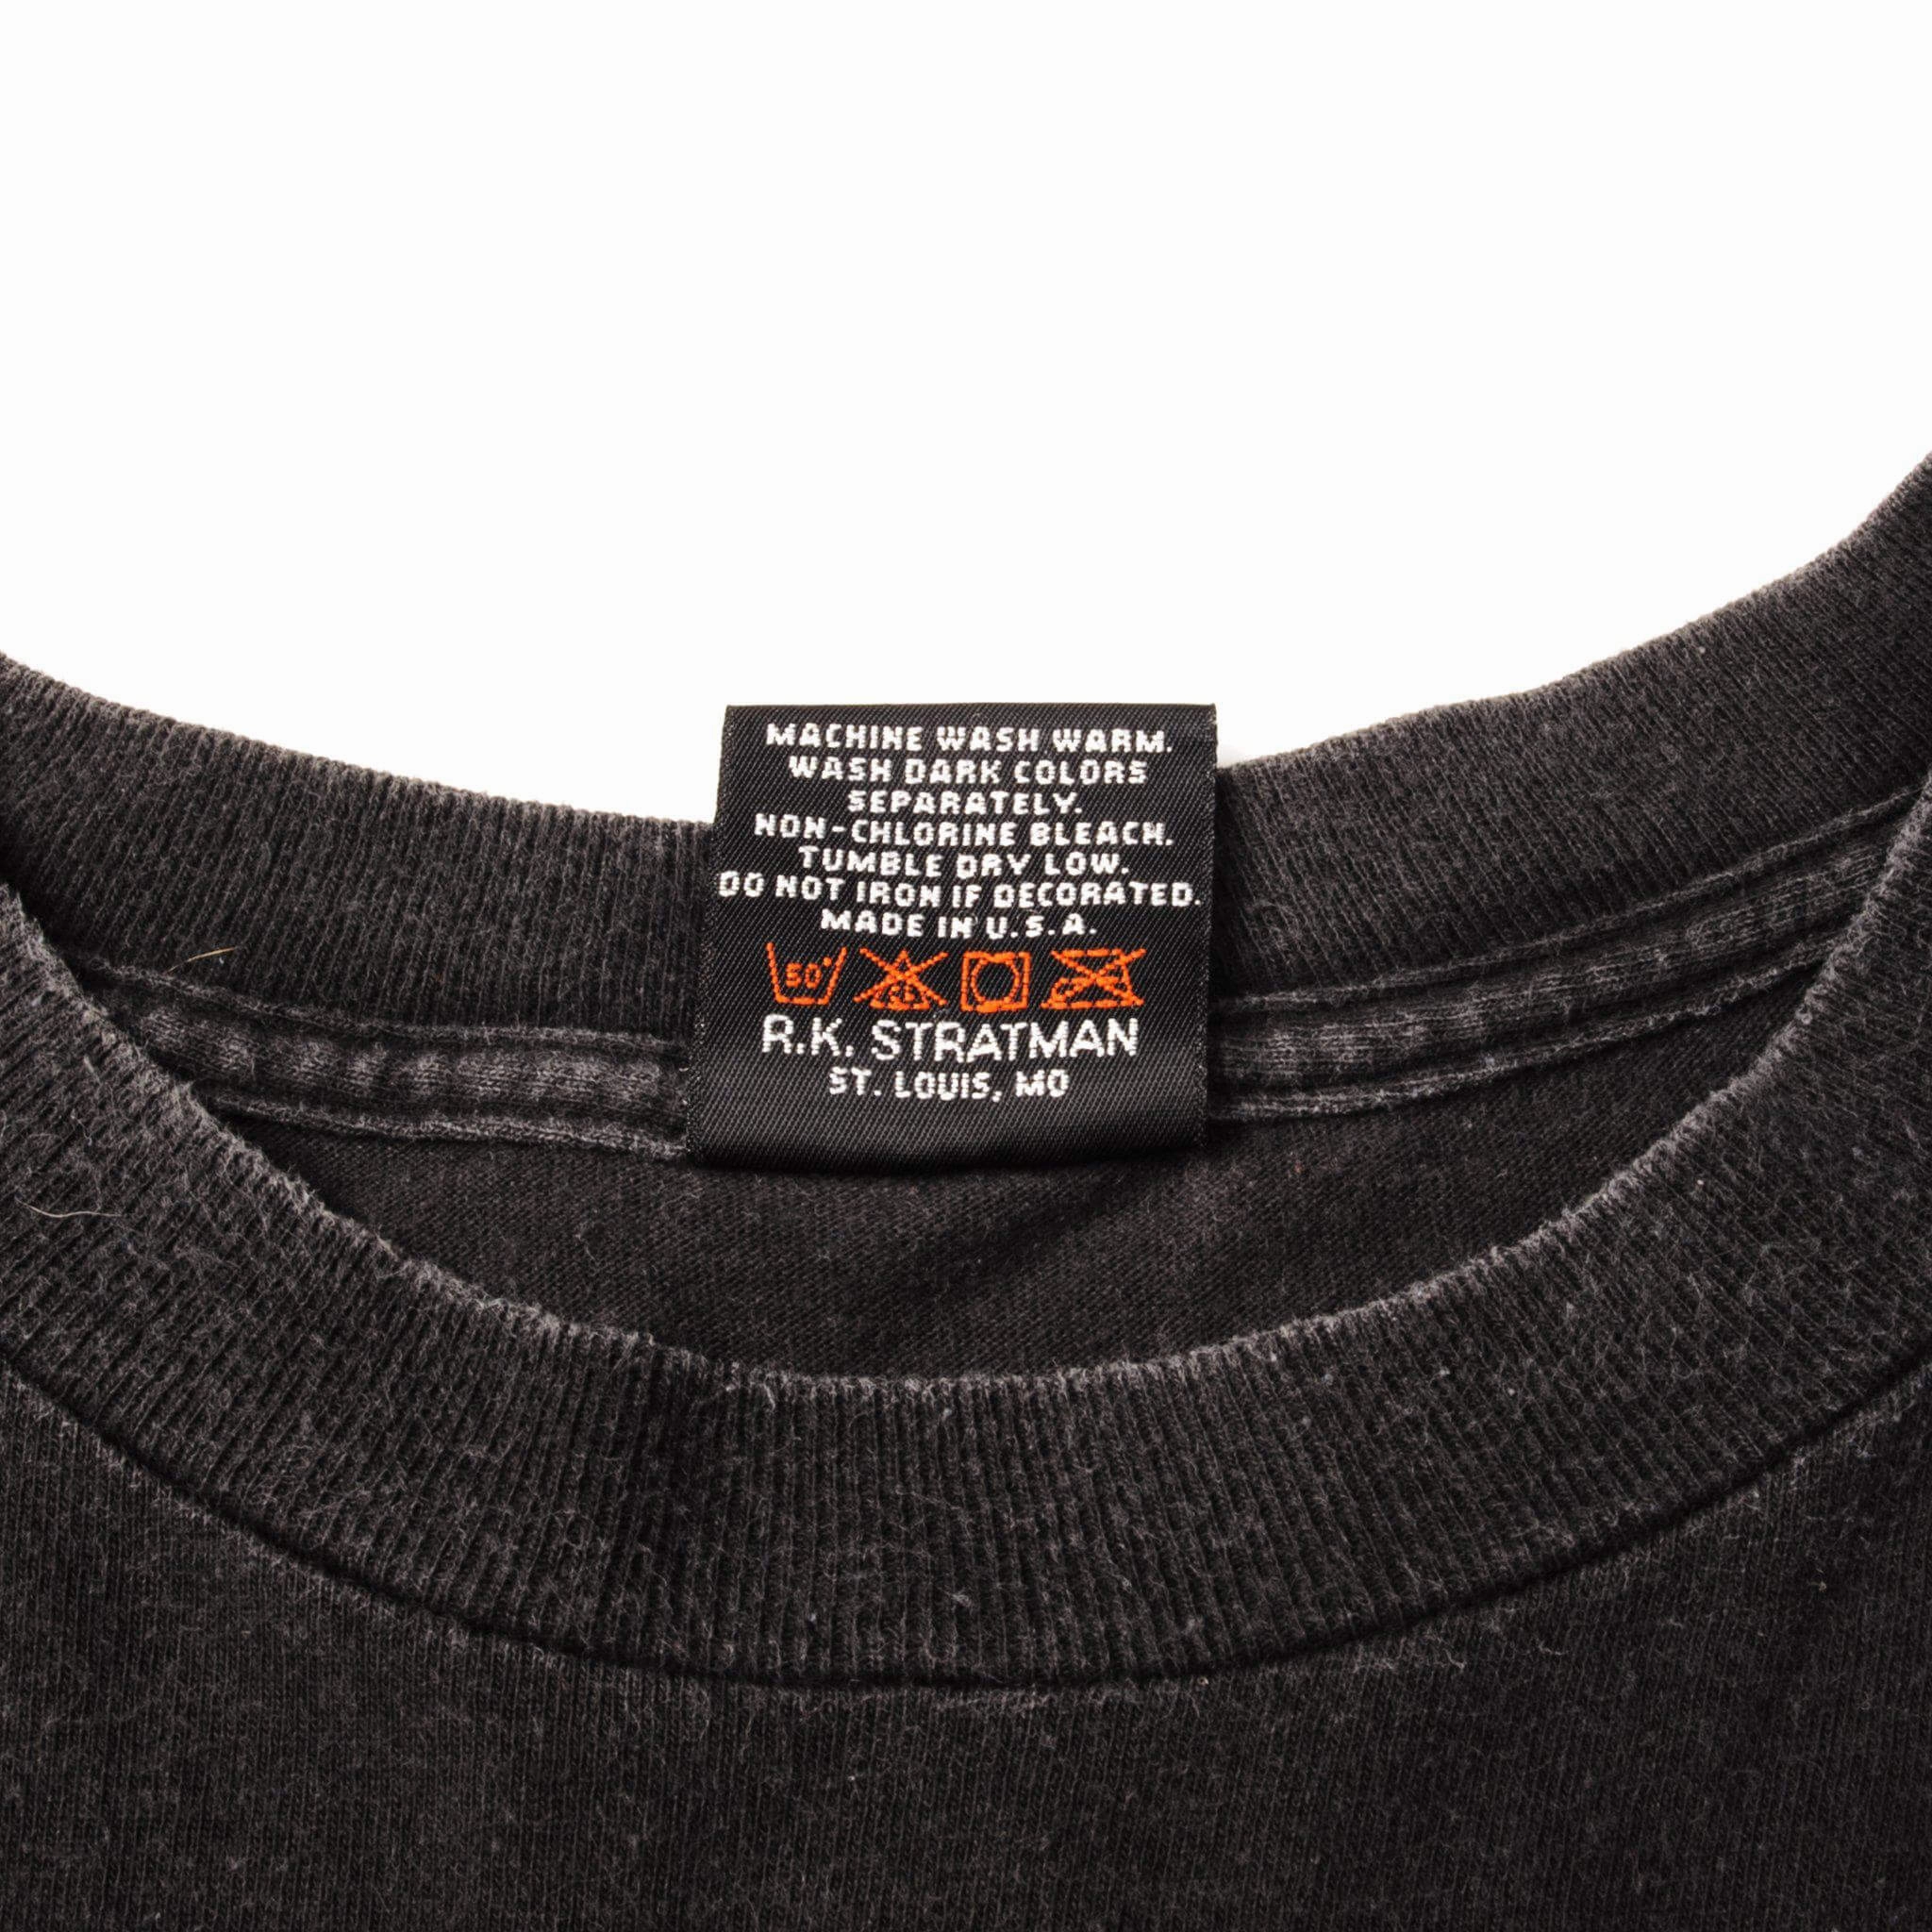 MACHINE WASH WARM.
WASH DARK COLORS
SEPARATELY.
NON-CHLORINE BLEACH.
TUMBLE DRY LOW.
DO NOT IRON IF DECORATED.
MADE IN U.S.A.
50° CL
R.K. STRATMAN
ST. LOUIS, MO